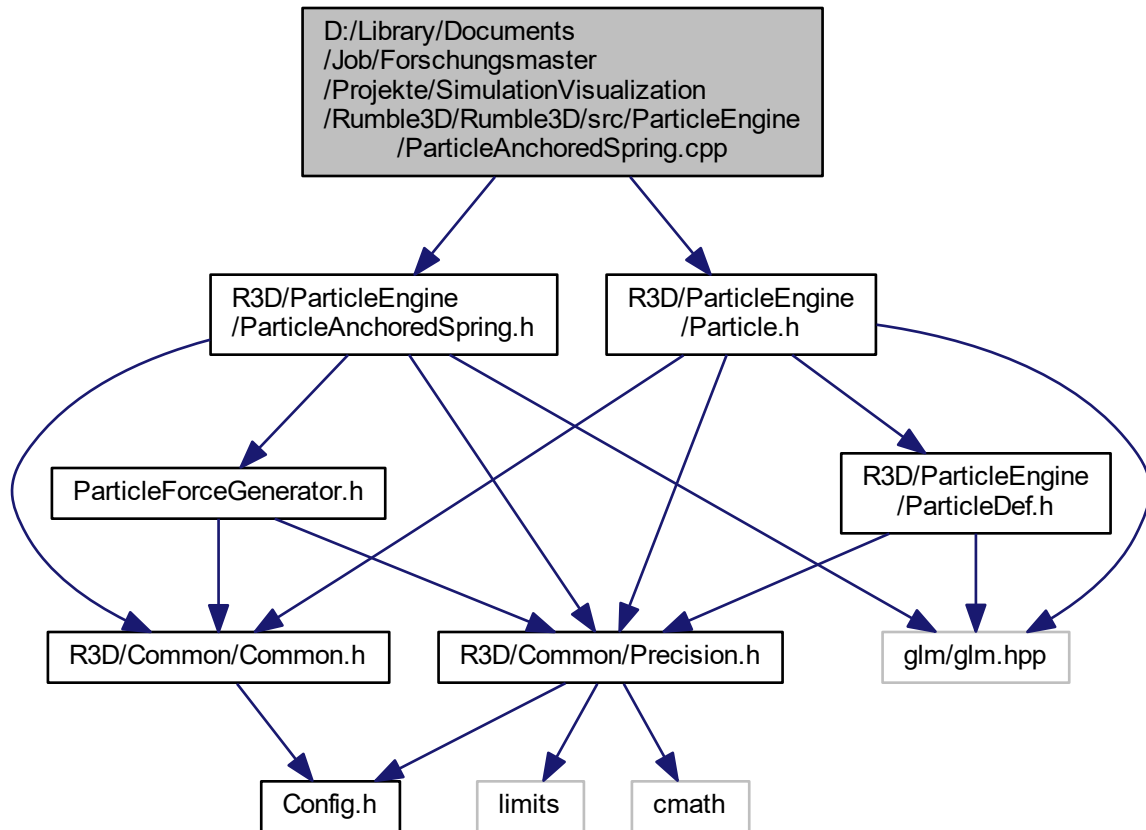 D:/Library/Documents
/Job/Forschungsmaster
/Projekte/SimulationVisualization
/Rumble3D/Rumble3D/src/ParticleEngine
/ParticleAnchoredSpring.cpp
R3D/ParticleEngine
/ParticleAnchoredSpring.h
R3D/ParticleEngine
/Particle.h
ParticleForceGenerator.h
R3D/ParticleEngine
/ParticleDef.h
R3D/Common/Common.h
R3D/Common/Precision.h
glm/glm.hpp
Config.h
limits
cmath